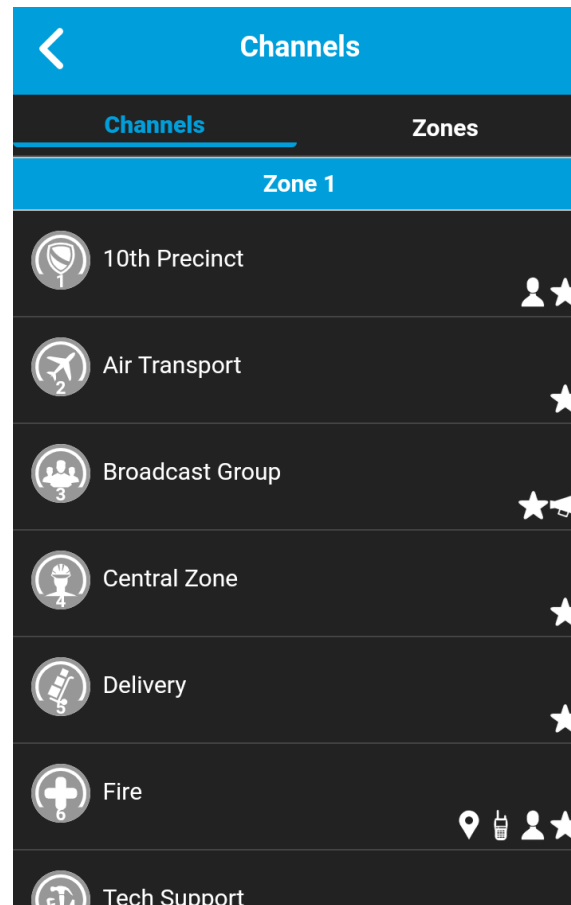 Channels
Channels
Zones
Zone 1
1
10th Precinct
2
Air Transport
3
Broadcast Group
4
Central Zone
5
Delivery
6
Fire
Tech Support